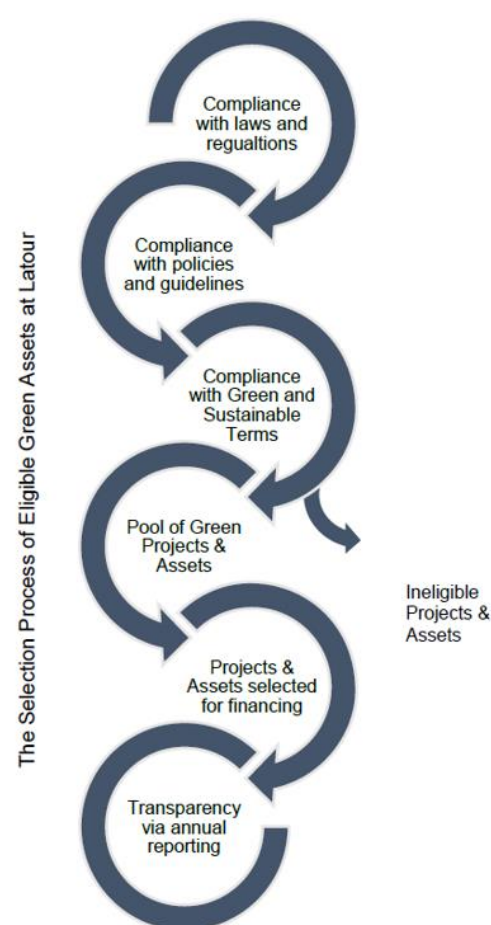 The Selection Process of Eligible Green Assets at Latour
Compliance
with laws and
regualtions
Compliance
with policies
and guidelines
Compliance
with Green and
Sustainable
Terms
Pool of Green
Projects &
Assets
Ineligible
Projects &
Assets
Projects &
Assets selected
for financing
Transparency
via annual
reporting